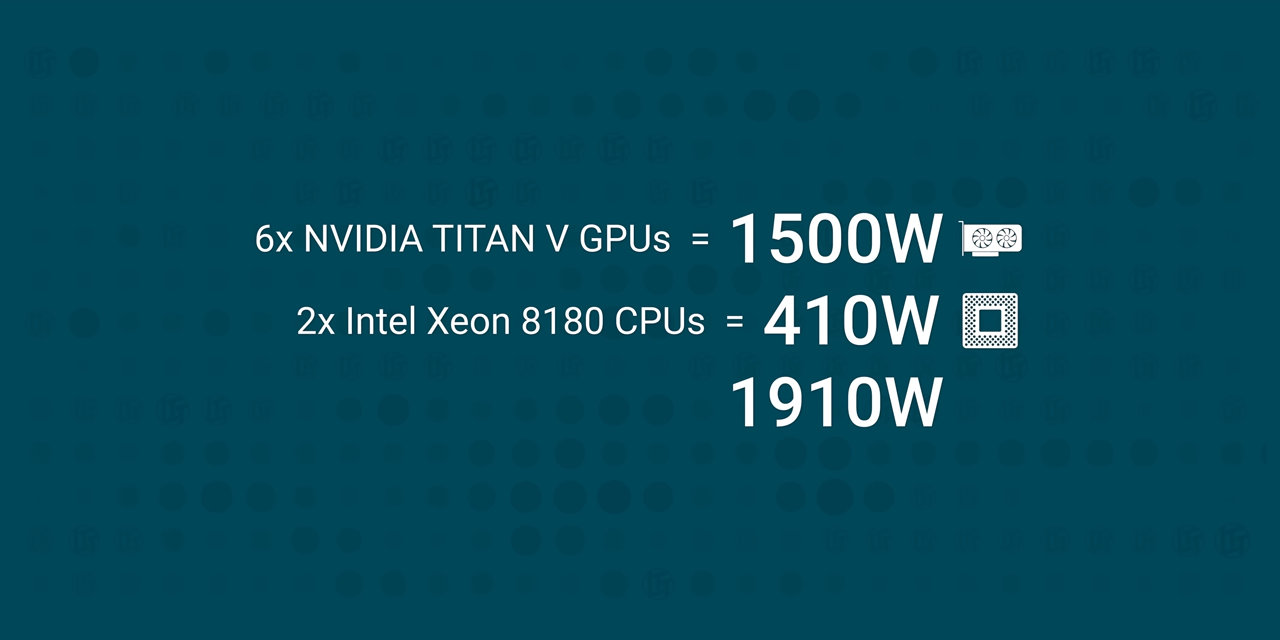 6x NVIDIA TITAN V GPUs = 1500W
2x Intel Xeon 8180 CPUs = 410W
1910W